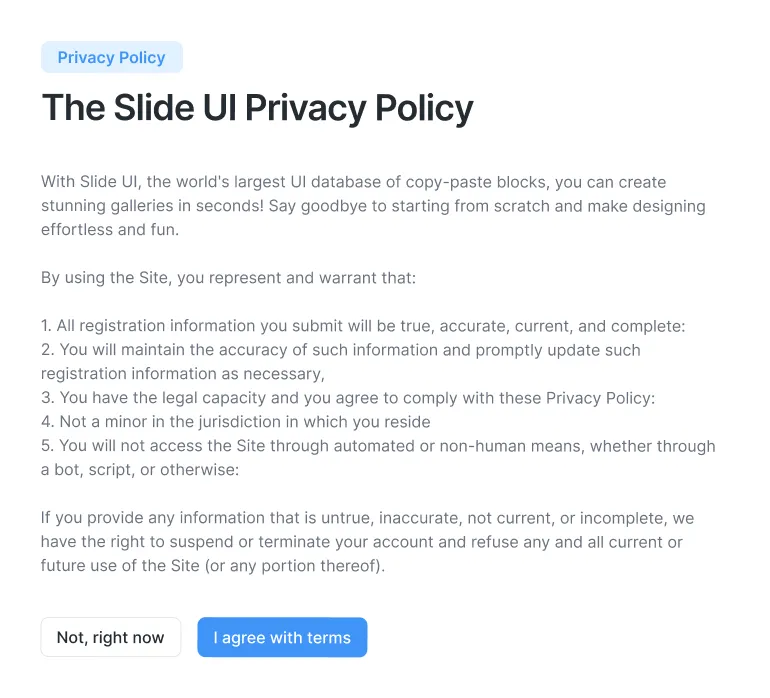 Privacy Policy
The Slide UI Privacy Policy
With Slide UI, the world's largest UI database of copy-paste blocks, you can create
stunning galleries in seconds! Say goodbye to starting from scratch and make designing
effortless and fun.
By using the Site, you represent and warrant that:
1. All registration information you submit will be true, accurate, current, and complete:
2. You will maintain the accuracy of such information and promptly update such
registration information as necessary,
3. You have the legal capacity and you agree to comply with these Privacy Policy:
4. Not a minor in the jurisdiction in which you reside
5. You will not access the Site through automated or non-human means, whether through
a bot, script, or otherwise:
If you provide any information that is untrue, inaccurate, not current, or incomplete, we
have the right to suspend or terminate your account and refuse any and all current or
future use of the Site (or any portion thereof).
Not, right now
I agree with terms